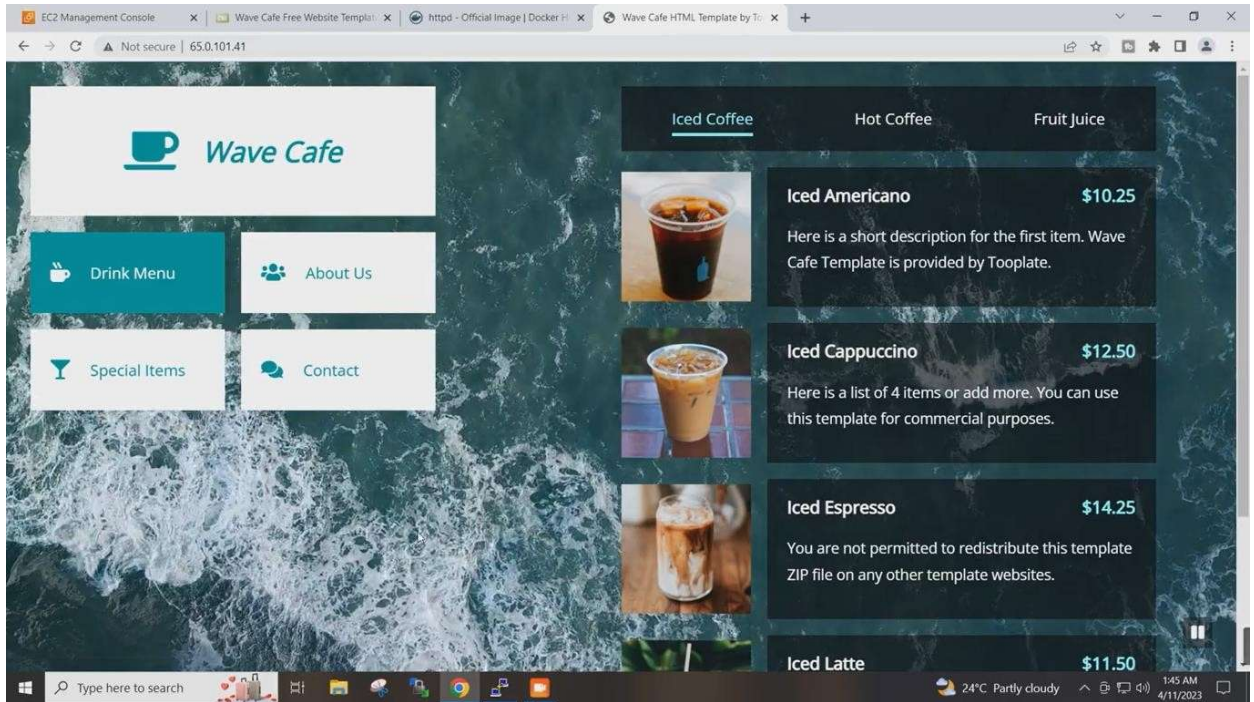 EC2 Management Console
Wave Cafe Free Website Templat
httpd - Official Image | Docker H
Wave Cafe HTML Template by To
Not secure | 65.0.101.41
Wave Cafe
Drink Menu
About Us
Special Items
Contact
Iced Coffee
Hot Coffee
Fruit Juice
Iced Americano $10.25
Here is a short description for the first item. Wave
Cafe Template is provided by Tooplate.
Iced Cappuccino $12.50
Here is a list of 4 items or add more. You can use
this template for commercial purposes.
Iced Espresso $14.25
You are not permitted to redistribute this template
ZIP file on any other template websites.
Iced Latte $11.50
Type here to search
24°C Partly cloudy
1:45 AM
4/11/2023